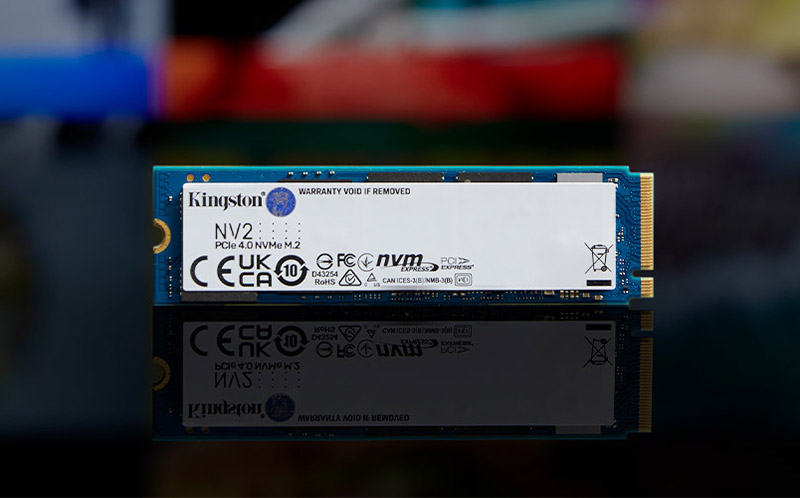 Kingston
WARRANTY VOID IF REMOVED
NV2
PCIe 4.0 NVMe M.2
CE UK CA 10 D43254 RoHS FC nvm EXPRESS PCI EXPRESS
CAN ICES-3(B)/NMB-3(B)